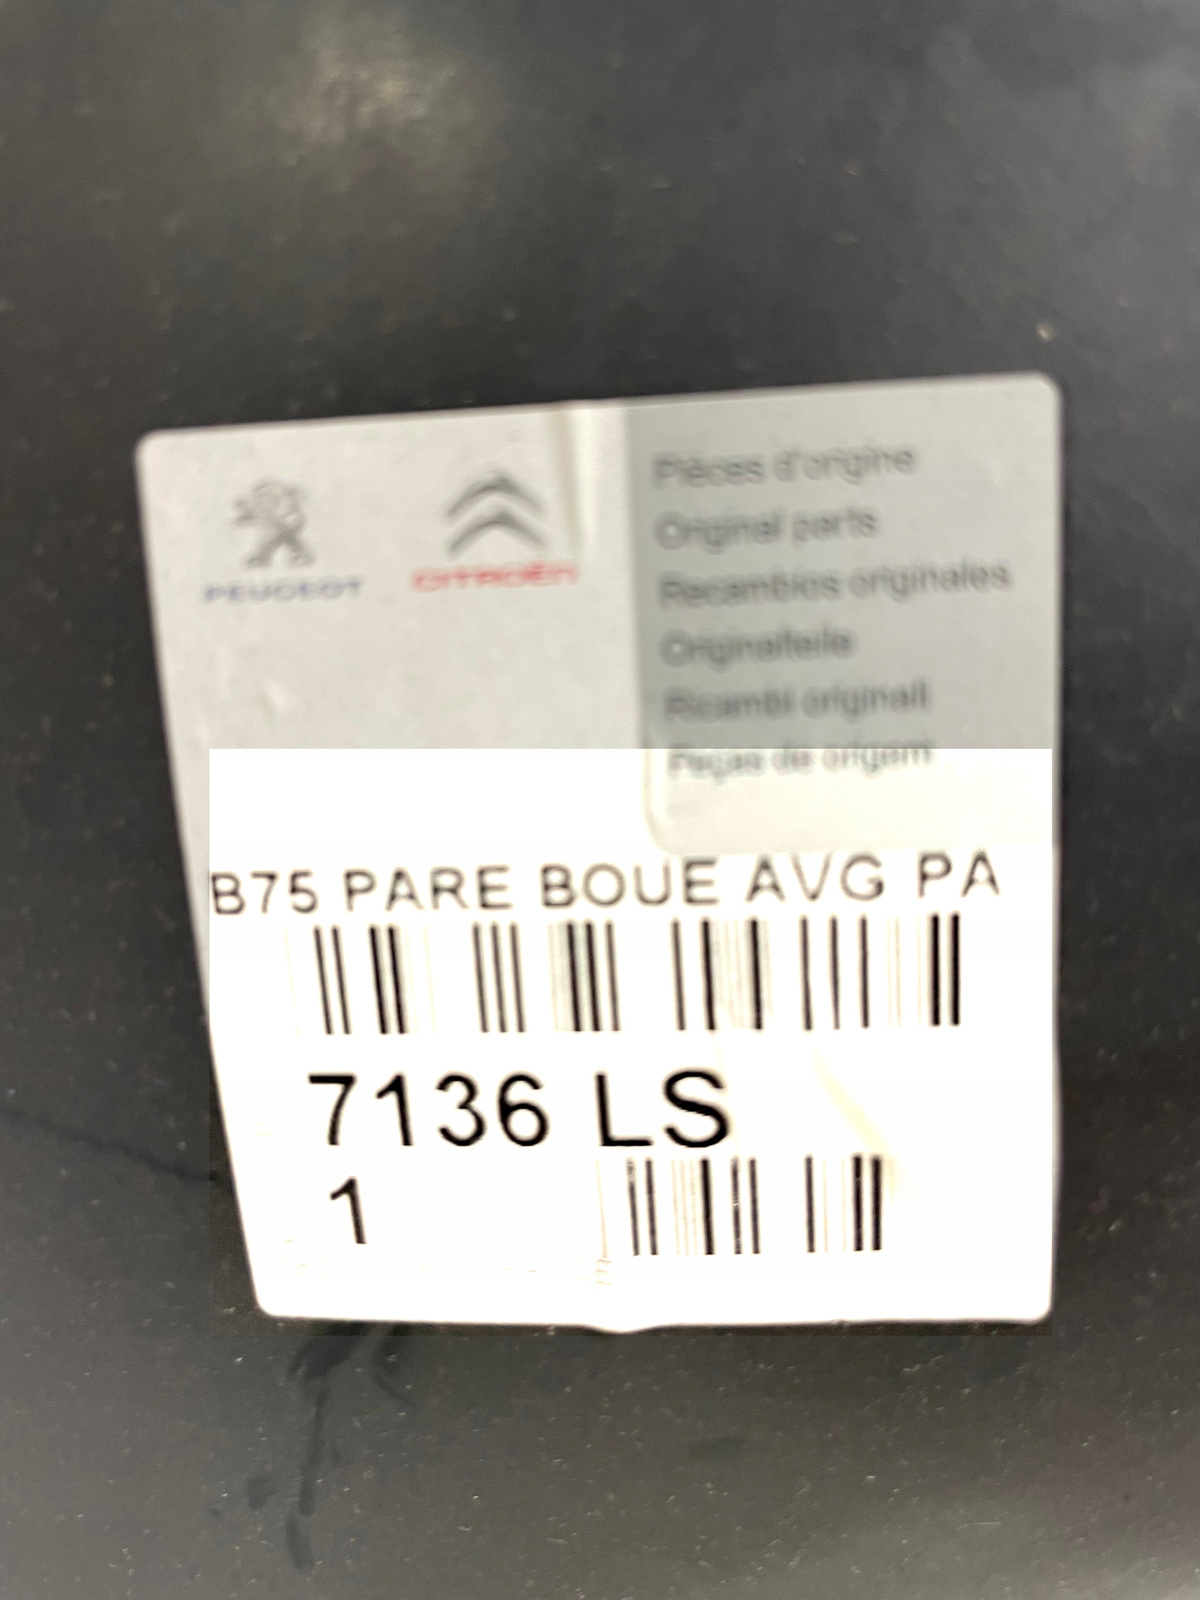 PEUGEOT
CITROËN
Pièces d'origine
Original parts
Recambios originales
Originalteile
Ricambi originali
Peças de origem
B75 PARE BOUE AVG PA
7136 LS
1